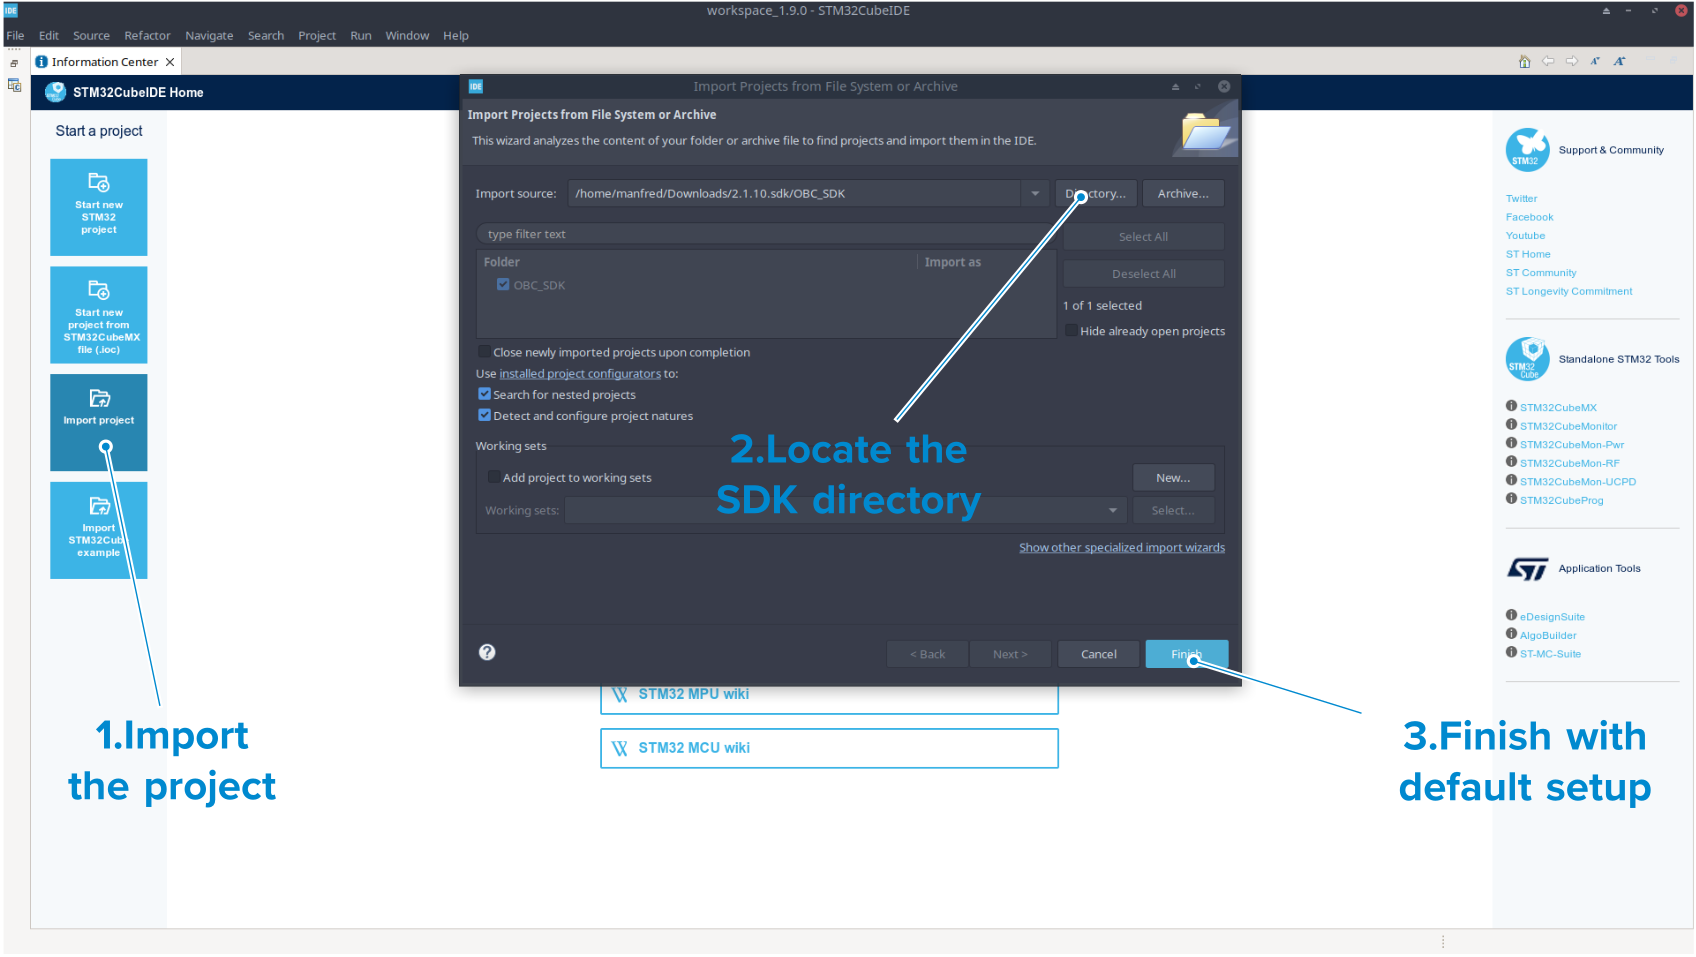 IDE
workspace_1.9.0 - STM32CubeIDE
File Edit Source Refactor Navigate Search Project Run Window Help
Information Center
STM32CubeIDE Home
Start a project
Start new
STM32
project
Start new
project from
STM32CubeMX
file (.ioc)
Import project
Import
STM32Cube
example
IDE
Import Projects from File System or Archive
Import Projects from File System or Archive
This wizard analyzes the content of your folder or archive file to find projects and import them in the IDE.
Import source: /home/manfred/Downloads/2.1.10.sdk/OBC_SDK Directory... Archive...
type filter text
Select All
Folder Import as
OBC_SDK
Deselect All
1 of 1 selected
Hide already open projects
Close newly imported projects upon completion
Use installed project configurators to:
Search for nested projects
Detect and configure project natures
Working sets
Add project to working sets New...
Working sets: Select...
Show other specialized import wizards
? < Back Next > Cancel Finish
STM32 MPU wiki
STM32 MCU wiki
1.Import
the project
2.Locate the
SDK directory
3.Finish with
default setup
STM32
Support & Community
Twitter
Facebook
Youtube
ST Home
ST Community
ST Longevity Commitment
STM32
Cube
Standalone STM32 Tools
STM32CubeMX
STM32CubeMonitor
STM32CubeMon-Pwr
STM32CubeMon-RF
STM32CubeMon-UCPD
STM32CubeProg
ST
Application Tools
eDesignSuite
AlgoBuilder
ST-MC-Suite